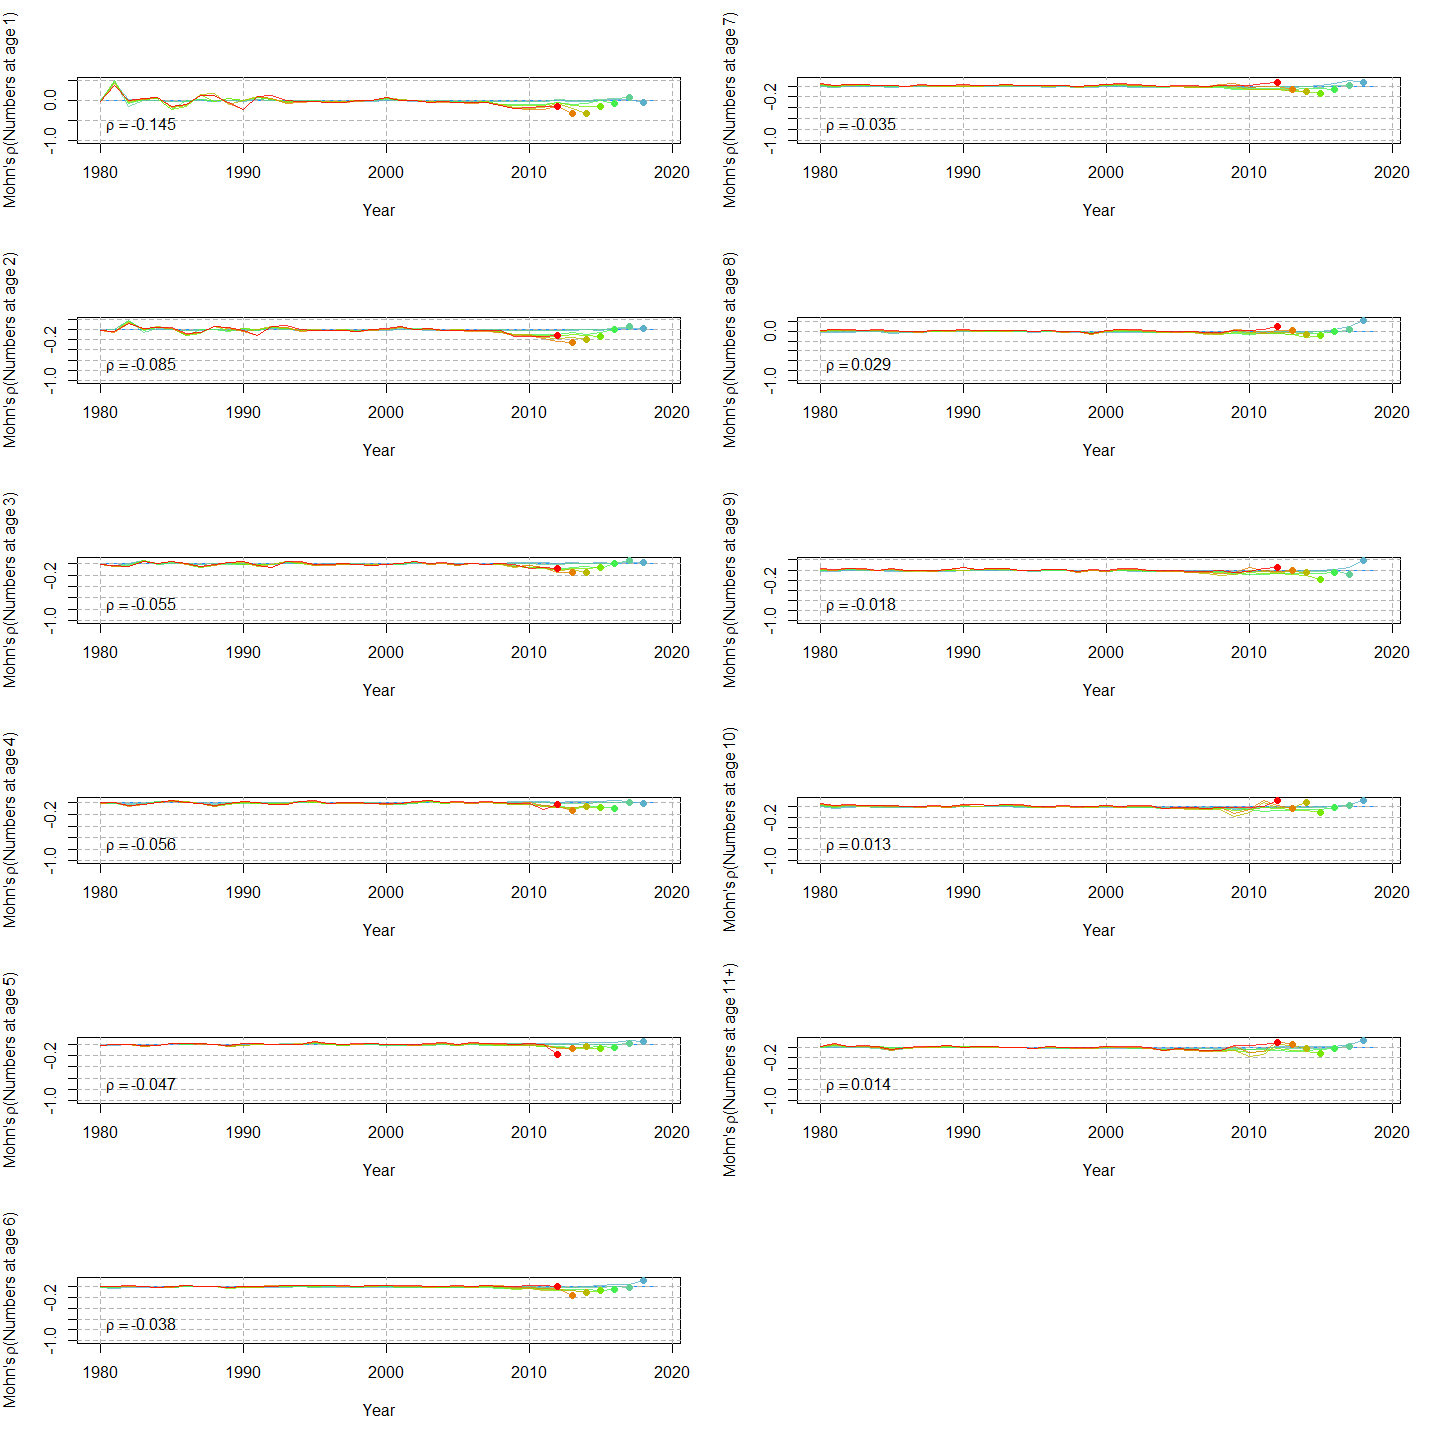 Mohn's ρ(Numbers at age 1)
0.0
-1.0
ρ = -0.145
1980 1990 2000 2010 2020
Year
Mohn's ρ(Numbers at age 7)
-0.2
-1.0
ρ = -0.035
1980 1990 2000 2010 2020
Year
Mohn's ρ(Numbers at age 2)
-0.2
-1.0
ρ = -0.085
1980 1990 2000 2010 2020
Year
Mohn's ρ(Numbers at age 8)
0.0
-1.0
ρ = 0.029
1980 1990 2000 2010 2020
Year
Mohn's ρ(Numbers at age 3)
-0.2
-1.0
ρ = -0.055
1980 1990 2000 2010 2020
Year
Mohn's ρ(Numbers at age 9)
-0.2
-1.0
ρ = -0.018
1980 1990 2000 2010 2020
Year
Mohn's ρ(Numbers at age 4)
-0.2
-1.0
ρ = -0.056
1980 1990 2000 2010 2020
Year
Mohn's ρ(Numbers at age 10)
-0.2
-1.0
ρ = 0.013
1980 1990 2000 2010 2020
Year
Mohn's ρ(Numbers at age 5)
-0.2
-1.0
ρ = -0.047
1980 1990 2000 2010 2020
Year
Mohn's ρ(Numbers at age 11+)
-0.2
-1.0
ρ = 0.014
1980 1990 2000 2010 2020
Year
Mohn's ρ(Numbers at age 6)
-0.2
-1.0
ρ = -0.038
1980 1990 2000 2010 2020
Year